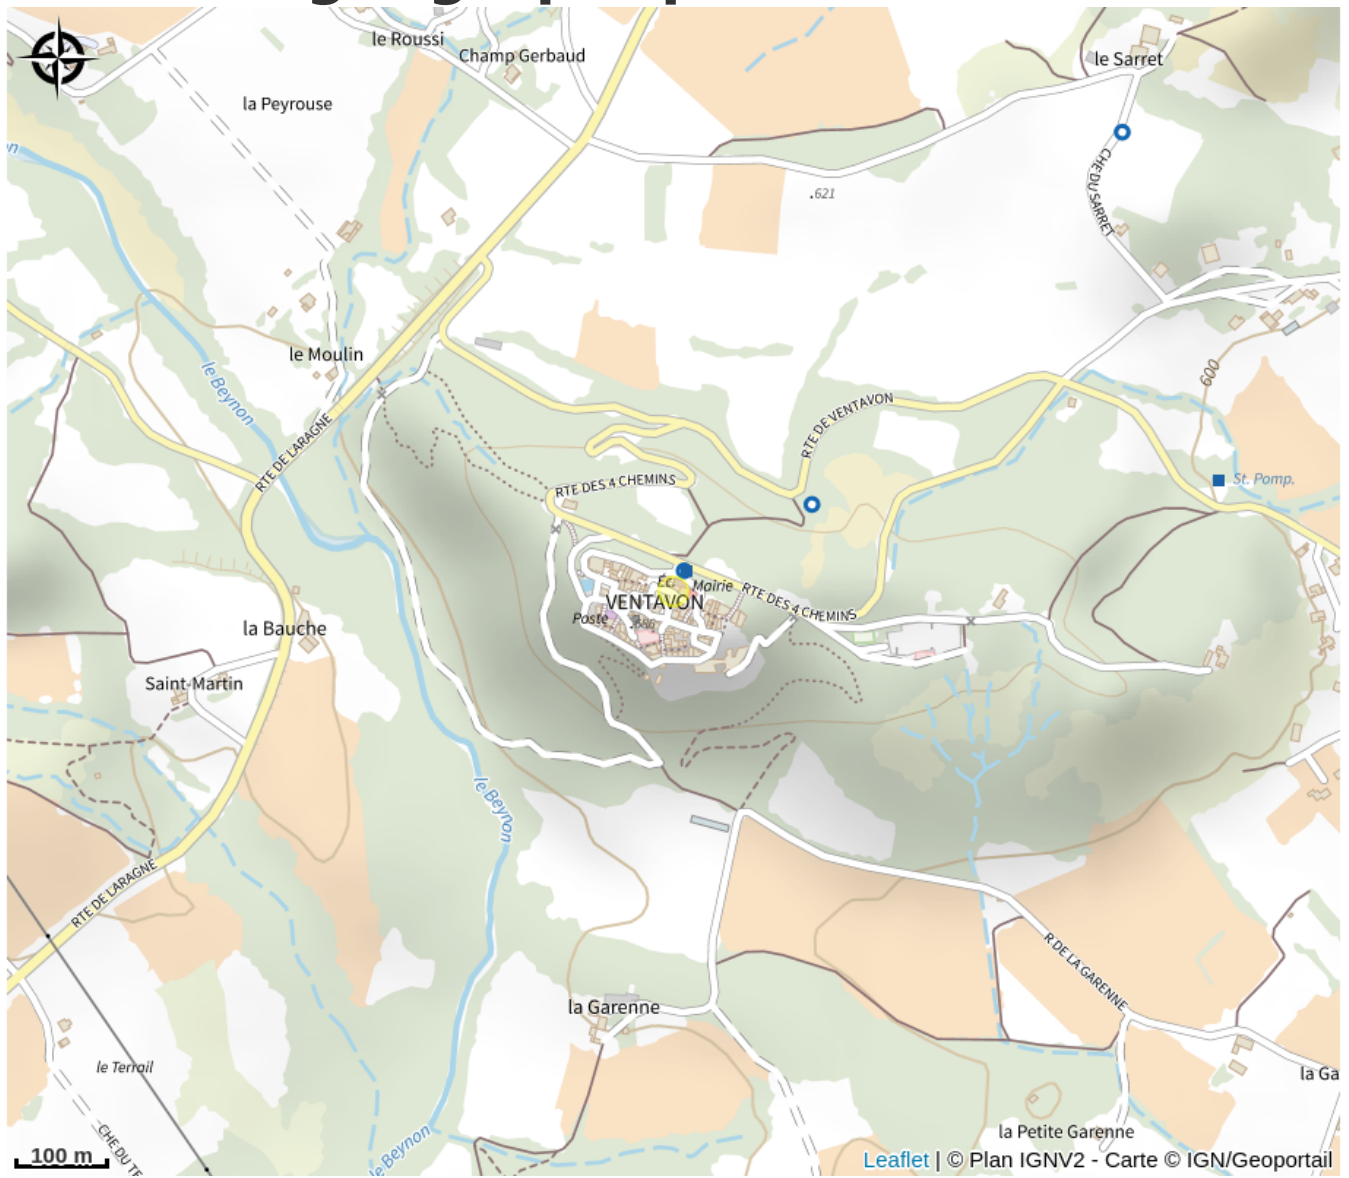 le Roussi
Champ Gerbaud
le Sarret
la Peyrouse
CHE DU SARRET
.621
le Moulin
le Beynon
600
RTE DE VENTAVON
RTE DE LARAGNE
RTE DES 4 CHEMINS
St. Pomp.
Éc.
Mairie
VENTAVON
RTE DES 4 CHEMINS
Poste
.686
la Bauche
Saint-Martin
le Beynon
RTE DE LARAGNE
R DE LA GARENNE
la Garenne
le Terrail
la Ga
CHE DU TE
la Petite Garenne
le Beynon
100 m
Leaflet | © Plan IGNV2 - Carte © IGN/Geoportail